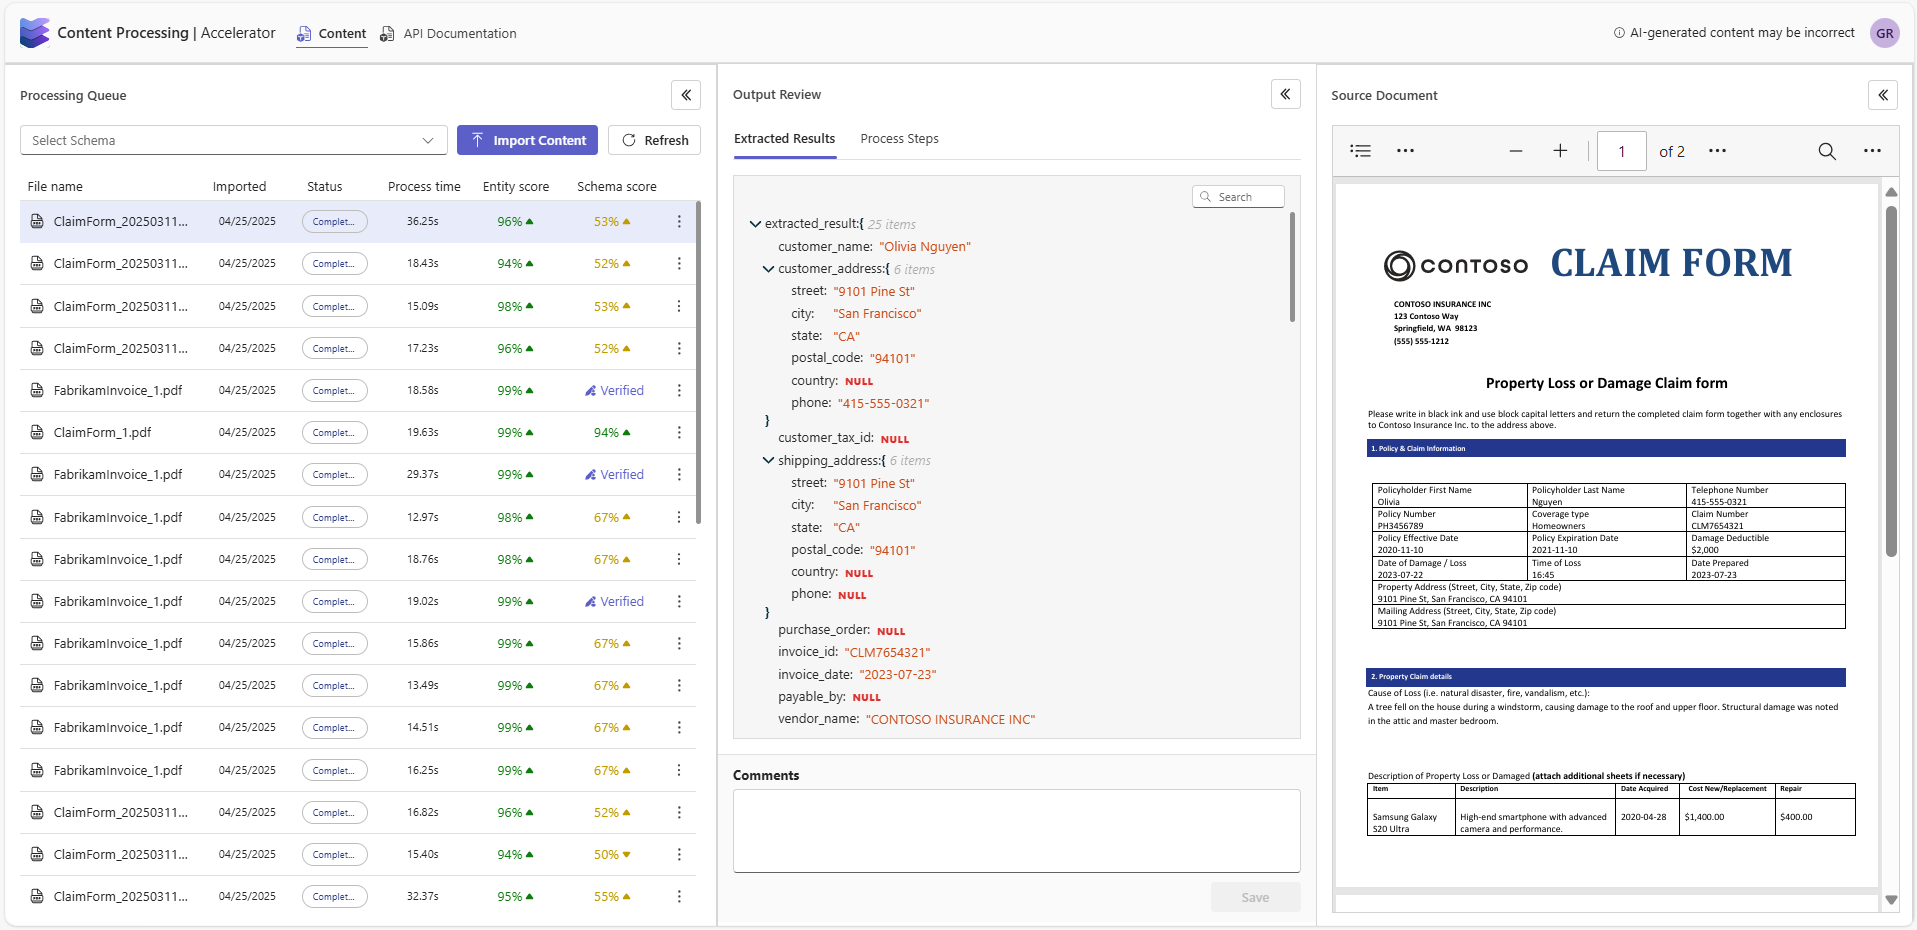 Content Processing | Accelerator
Content
API Documentation
AI-generated content may be incorrect
GR
Processing Queue
Select Schema
Import Content
Refresh
File name Imported Status Process time Entity score Schema score
ClaimForm_20250311... 04/25/2025 Complet... 36.25s 96% 53%
ClaimForm_20250311... 04/25/2025 Complet... 18.43s 94% 52%
ClaimForm_20250311... 04/25/2025 Complet... 15.09s 98% 53%
ClaimForm_20250311... 04/25/2025 Complet... 17.23s 96% 52%
FabrikamInvoice_1.pdf 04/25/2025 Complet... 18.58s 99% Verified
ClaimForm_1.pdf 04/25/2025 Complet... 19.63s 99% 94%
FabrikamInvoice_1.pdf 04/25/2025 Complet... 29.37s 99% Verified
FabrikamInvoice_1.pdf 04/25/2025 Complet... 12.97s 98% 67%
FabrikamInvoice_1.pdf 04/25/2025 Complet... 18.76s 98% 67%
FabrikamInvoice_1.pdf 04/25/2025 Complet... 19.02s 99% Verified
FabrikamInvoice_1.pdf 04/25/2025 Complet... 15.86s 99% 67%
FabrikamInvoice_1.pdf 04/25/2025 Complet... 13.49s 99% 67%
FabrikamInvoice_1.pdf 04/25/2025 Complet... 14.51s 99% 67%
FabrikamInvoice_1.pdf 04/25/2025 Complet... 16.25s 99% 67%
ClaimForm_20250311... 04/25/2025 Complet... 16.82s 96% 52%
ClaimForm_20250311... 04/25/2025 Complet... 15.40s 94% 50%
ClaimForm_20250311... 04/25/2025 Complet... 32.37s 95% 55%
Output Review
Extracted Results
Process Steps
Search
extracted_result:{ 25 items
customer_name: "Olivia Nguyen"
customer_address:{ 6 items
street: "9101 Pine St"
city: "San Francisco"
state: "CA"
postal_code: "94101"
country: NULL
phone: "415-555-0321"
}
customer_tax_id: NULL
shipping_address:{ 6 items
street: "9101 Pine St"
city: "San Francisco"
state: "CA"
postal_code: "94101"
country: NULL
phone: NULL
}
purchase_order: NULL
invoice_id: "CLM7654321"
invoice_date: "2023-07-23"
payable_by: NULL
vendor_name: "CONTOSO INSURANCE INC"
Comments
Save
Source Document
1 of 2
CONTOSO CLAIM FORM
CONTOSO INSURANCE INC
123 Contoso Way
Springfield, WA 98123
(555) 555-1212
Property Loss or Damage Claim form
Please write in black ink and use block capital letters and return the completed claim form together with any enclosures
to Contoso Insurance Inc. to the address above.
1. Policy & Claim Information
Policyholder First Name Policyholder Last Name Telephone Number
Olivia Nguyen 415-555-0321
Policy Number Coverage type Claim Number
PH3456789 Homeowners CLM7654321
Policy Effective Date Policy Expiration Date Damage Deductible
2020-11-10 2021-11-10 $2,000
Date of Damage / Loss Time of Loss Date Prepared
2023-07-22 16:45 2023-07-23
Property Address (Street, City, State, Zip code)
9101 Pine St, San Francisco, CA 94101
Mailing Address (Street, City, State, Zip code)
9101 Pine St, San Francisco, CA 94101
2. Property Claim details
Cause of Loss (i.e. natural disaster, fire, vandalism, etc.):
A tree fell on the house during a windstorm, causing damage to the roof and upper floor. Structural damage was noted
in the attic and master bedroom.
Description of Property Loss or Damaged (attach additional sheets if necessary)
Item Description Date Acquired Cost New/Replacement Repair
Samsung Galaxy High-end smartphone with advanced 2020-04-28 $1,400.00 $400.00
S20 Ultra camera and performance.